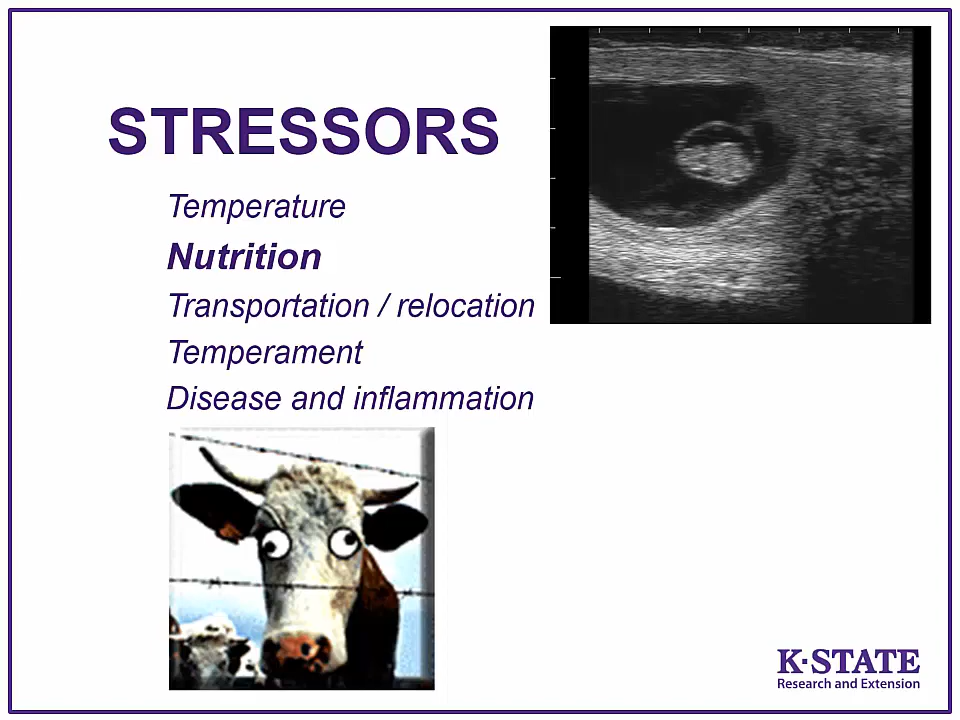 STRESSORS
Temperature
Nutrition
Transportation / relocation
Temperament
Disease and inflammation
K-STATE
Research and Extension